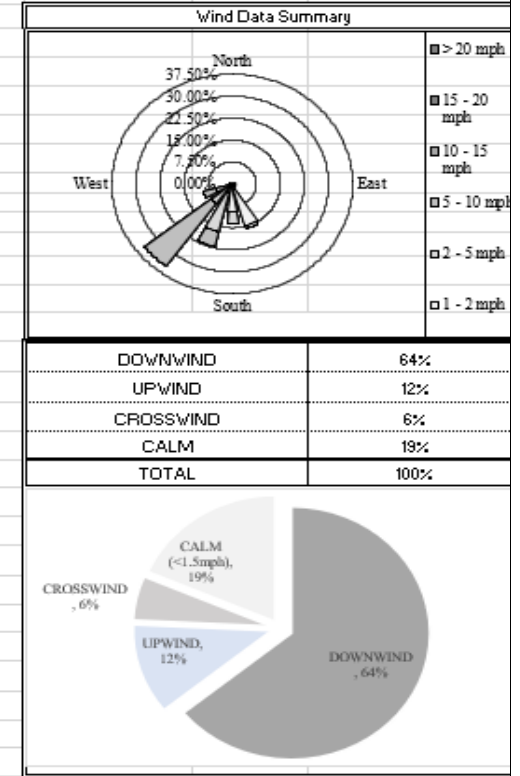 Wind Data Summary
North
37.50%
30.00%
22.50%
15.00%
7.50%
0.00%
West
East
South
> 20 mph
15 - 20
mph
10 - 15
mph
5 - 10 mph
2 - 5 mph
1 - 2 mph
DOWNWIND 64%
UPWIND 12%
CROSSWIND 6%
CALM 19%
TOTAL 100%
CALM
(<1.5mph),
19%
CROSSWIND
, 6%
UPWIND,
12%
DOWNWIND
, 64%